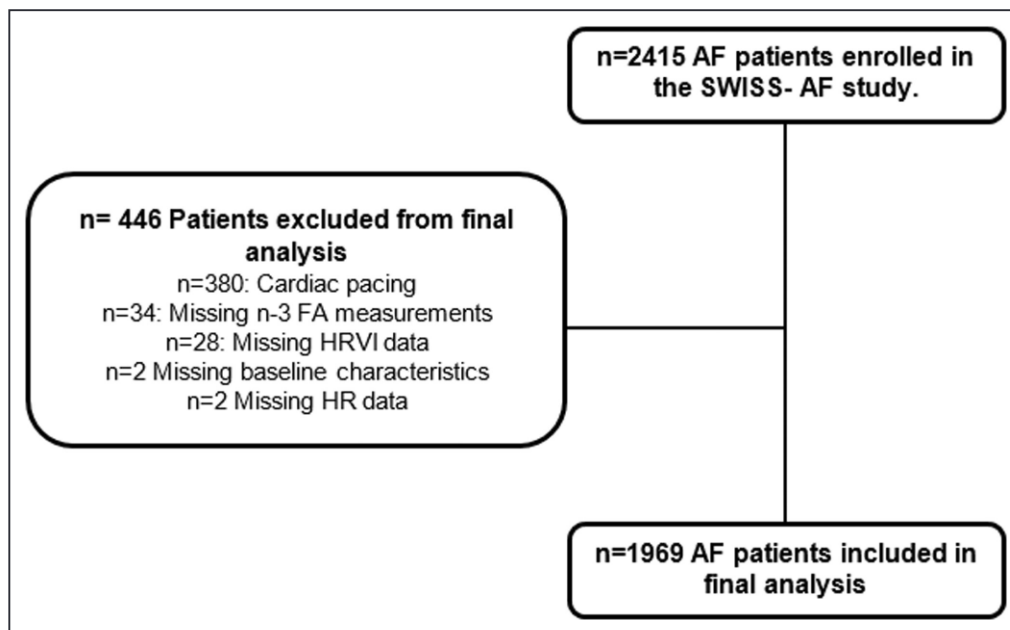 n=2415 AF patients enrolled in
the SWISS- AF study.
n= 446 Patients excluded from final
analysis
n=380: Cardiac pacing
n=34: Missing n-3 FA measurements
n=28: Missing HRVI data
n=2 Missing baseline characteristics
n=2 Missing HR data
n=1969 AF patients included in
final analysis